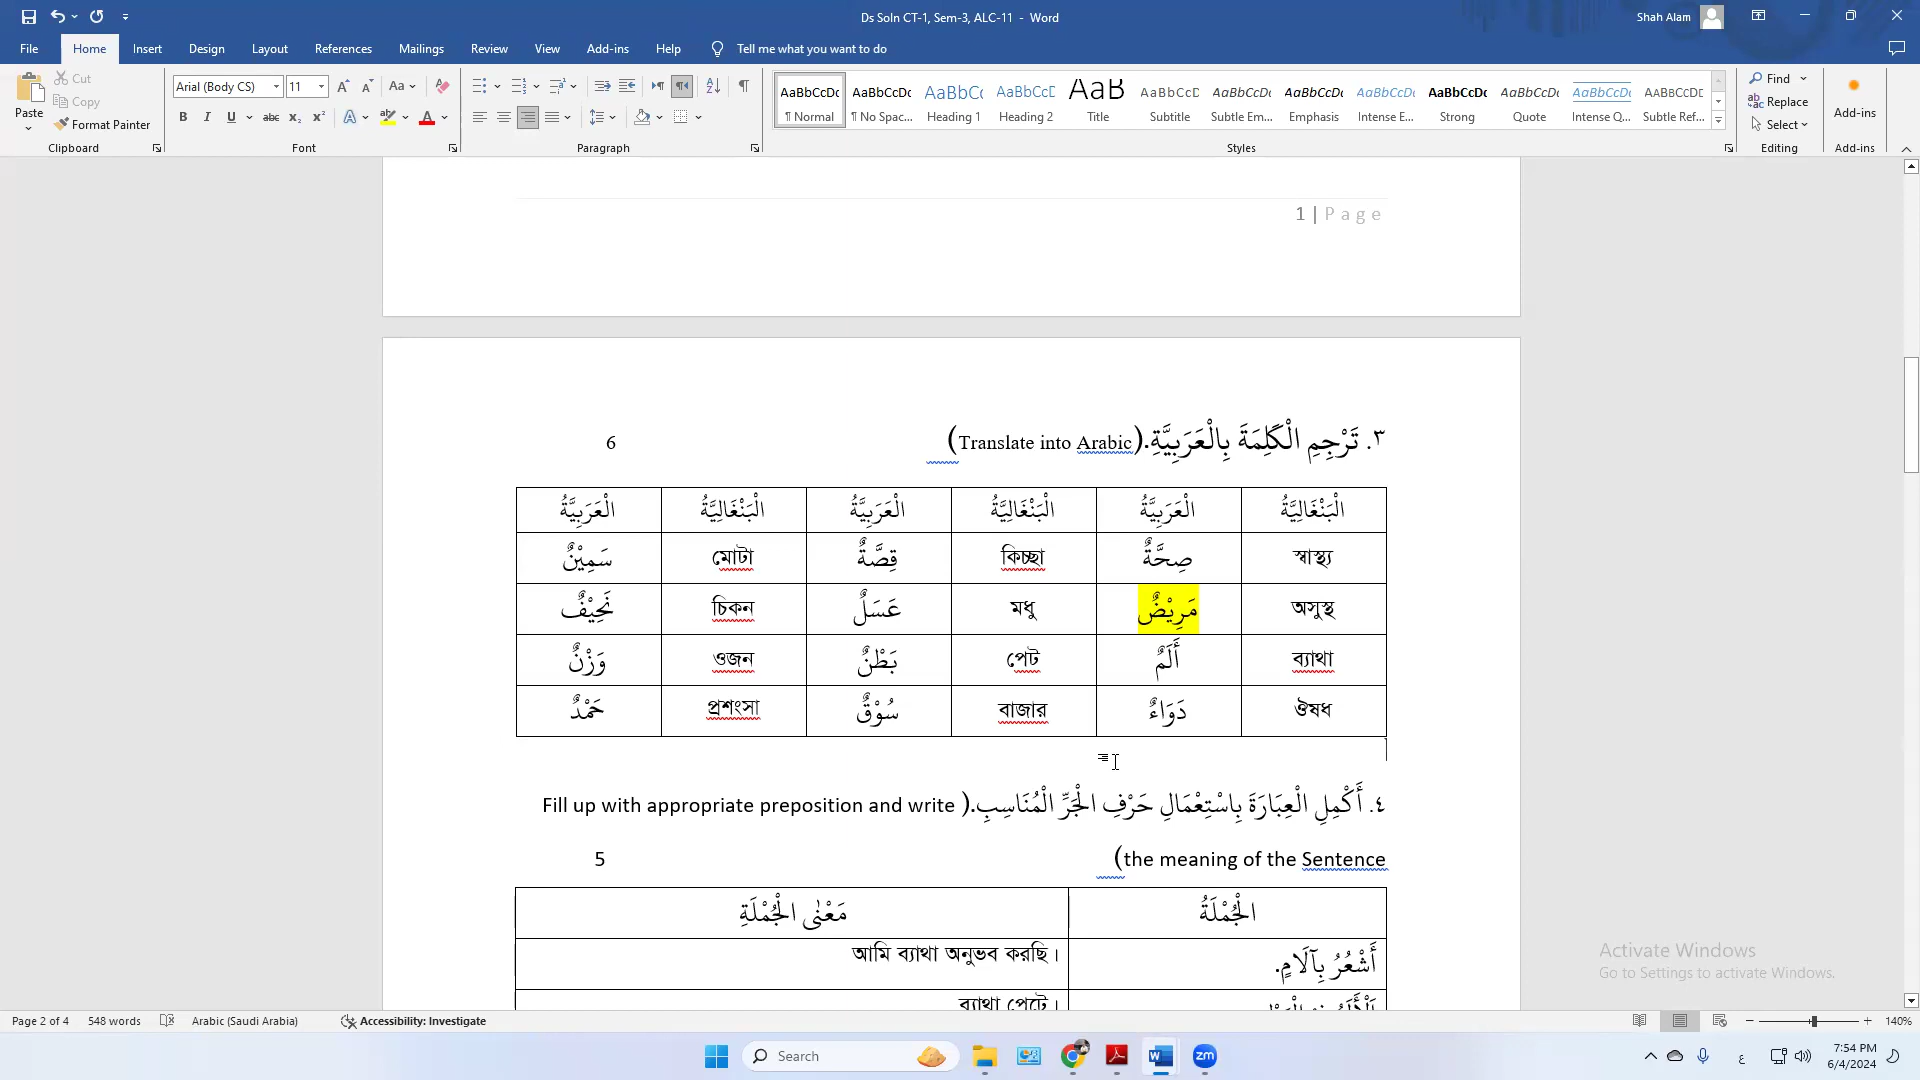 Ds Soln CT-1, Sem-3, ALC-11 - Word
Shah Alam
File Home Insert Design Layout References Mailings Review View Add-ins Help Tell me what you want to do
Cut
Copy
Format Painter
Paste
Arial (Body CS) 11
AaBbCcDc AaBbCcDc AaBbCc AaBbCcD AaB AaBbCcD AaBbCcDc AaBbCcDc AaBbCcDc AaBbCcDc AaBbCcDc AaBbCcDc AaBbCcDc
¶ Normal ¶ No Spac... Heading 1 Heading 2 Title Subtitle Subtle Em... Emphasis Intense E... Strong Quote Intense Q... Subtle Ref...
Find
Replace
Select
Add-ins
Clipboard Font Paragraph Styles Editing Add-ins
1 | Page
٣. تَرْجِمِ الْكَلِمَةَ بِالْعَرَبِيَّةِ.(Translate into Arabic) 6
الْبَنْغَالِيَّةُ الْعَرَبِيَّةُ الْبَنْغَالِيَّةُ الْعَرَبِيَّةُ الْبَنْغَالِيَّةُ الْعَرَبِيَّةُ
স্বাস্থ্য صِحَّةٌ কিচ্ছা قِصَّةٌ মোটা سَمِيْنٌ
অসুস্থ مَرِيْضٌ মধু عَسَلٌ চিকন نَحِيْفٌ
ব্যাথা أَلَمٌ পেট بَطْنٌ ওজন وَزْنٌ
ঔষধ دَوَاءٌ বাজার سُوْقٌ প্রশংসা حَمْدٌ
٤. أَكْمِلِ الْعِبَارَةَ بِاسْتِعْمَالِ حَرْفِ الْجَرِّ الْمُنَاسِبِ.( Fill up with appropriate preposition and write
the meaning of the Sentence) 5
الْجُمْلَةُ مَعْنٰى الْجُمْلَةِ
أَشْعُرُ بِآلَامٍ. আমি ব্যাথা অনুভব করছি।
ব্যাথা পেটে।
Activate Windows
Go to Settings to activate Windows.
Page 2 of 4 548 words Arabic (Saudi Arabia) Accessibility: Investigate 140%
Search
zm
ع
7:54 PM
6/4/2024